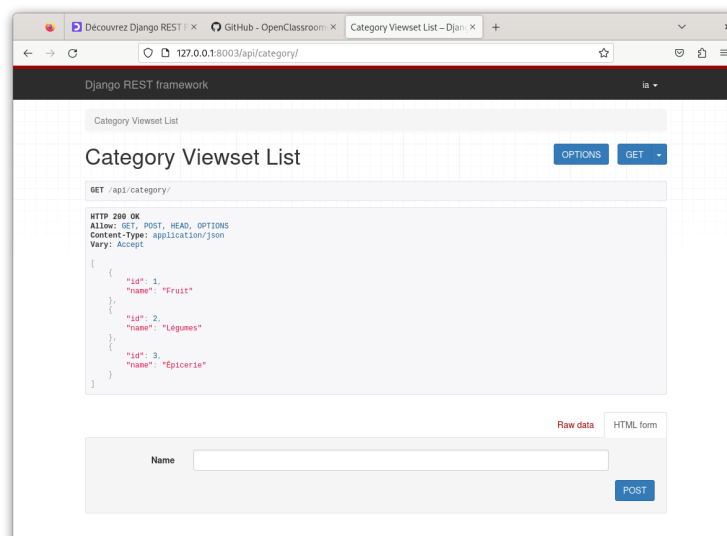 Découvrez Django REST F
GitHub - OpenClassroom
Category Viewset List – Djan
127.0.0.1:8003/api/category/
Django REST framework
ia
Category Viewset List
Category Viewset List
OPTIONS
GET
GET /api/category/
HTTP 200 OK
Allow: GET, POST, HEAD, OPTIONS
Content-Type: application/json
Vary: Accept
[
    {
        "id": 1,
        "name": "Fruit"
    },
    {
        "id": 2,
        "name": "Légumes"
    },
    {
        "id": 3,
        "name": "Épicerie"
    }
]
Raw data
HTML form
Name
POST